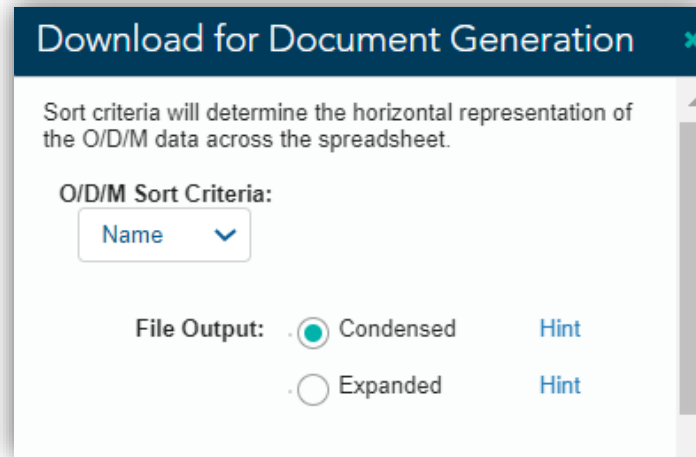 Download for Document Generation
Sort criteria will determine the horizontal representation of
the O/D/M data across the spreadsheet.
O/D/M Sort Criteria:
Name
File Output: Condensed Hint
Expanded Hint